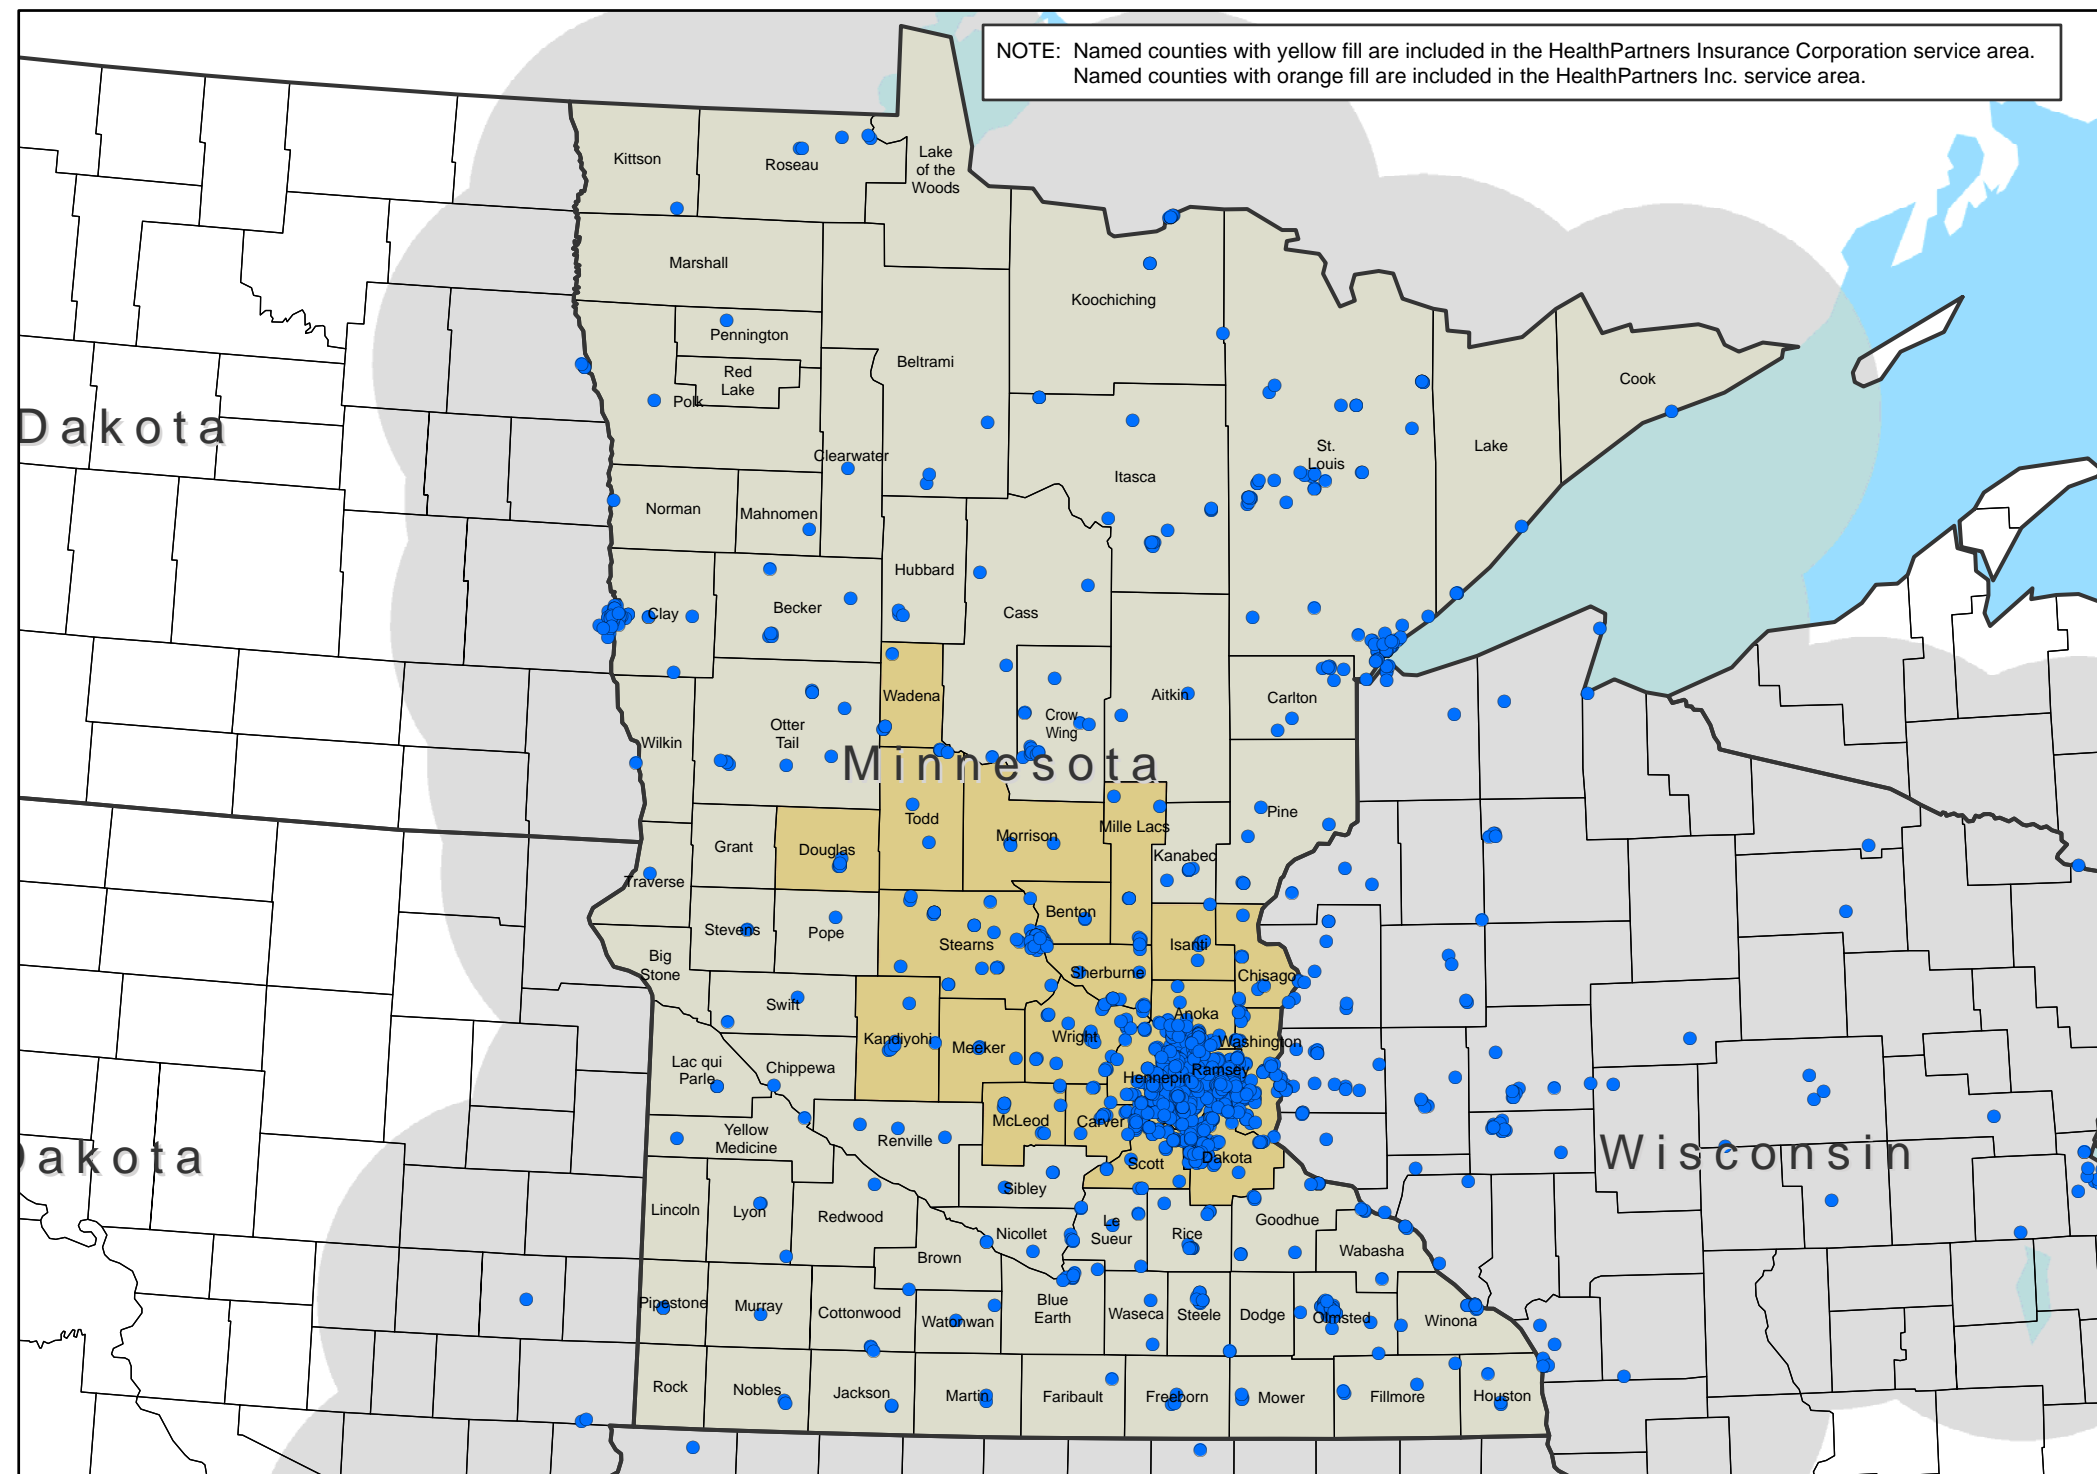 NOTE: Named counties with yellow fill are included in the HealthPartners Insurance Corporation service area.
Named counties with orange fill are included in the HealthPartners Inc. service area.
Kittson
Roseau
Lake
of the
Woods
Marshall
Koochiching
Pennington
Red
Lake
Beltrami
Cook
Polk
Dakota
Clearwater
St.
Louis
Lake
Itasca
Norman
Mahnomen
Hubbard
Clay
Becker
Cass
Wadena
Aitkin
Carlton
Crow
Wing
Otter
Tail
Wilkin
Minnesota
Todd
Morrison
Mille Lacs
Pine
Grant
Douglas
Kanabec
Traverse
Benton
Stevens
Pope
Stearns
Isanti
Big
Stone
Sherburne
Chisago
Swift
Anoka
Kandiyohi
Meeker
Wright
Washington
Lac qui
Parle
Chippewa
Hennepin
Ramsey
McLeod
Carver
Yellow
Medicine
Renville
Dakota
Wisconsin
Scott
Dakota
Sibley
Lincoln
Lyon
Redwood
Le
Sueur
Rice
Goodhue
Nicollet
Brown
Wabasha
Pipestone
Murray
Cottonwood
Watonwan
Blue
Earth
Waseca
Steele
Dodge
Olmsted
Winona
Rock
Nobles
Jackson
Martin
Faribault
Freeborn
Mower
Fillmore
Houston